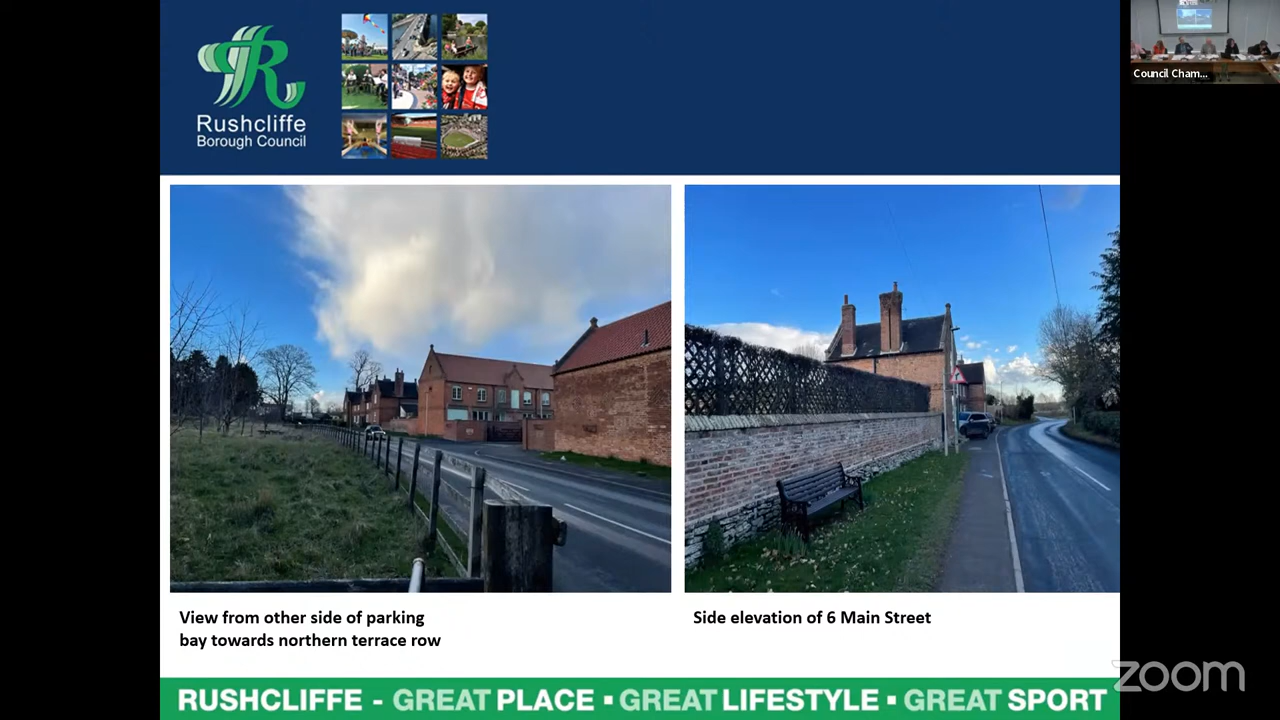 Rushcliffe
Borough Council
Council Cham...
View from other side of parking
bay towards northern terrace row
Side elevation of 6 Main Street
RUSHCLIFFE - GREAT PLACE ▪ GREAT LIFESTYLE ▪ GREAT SPORT
zoom